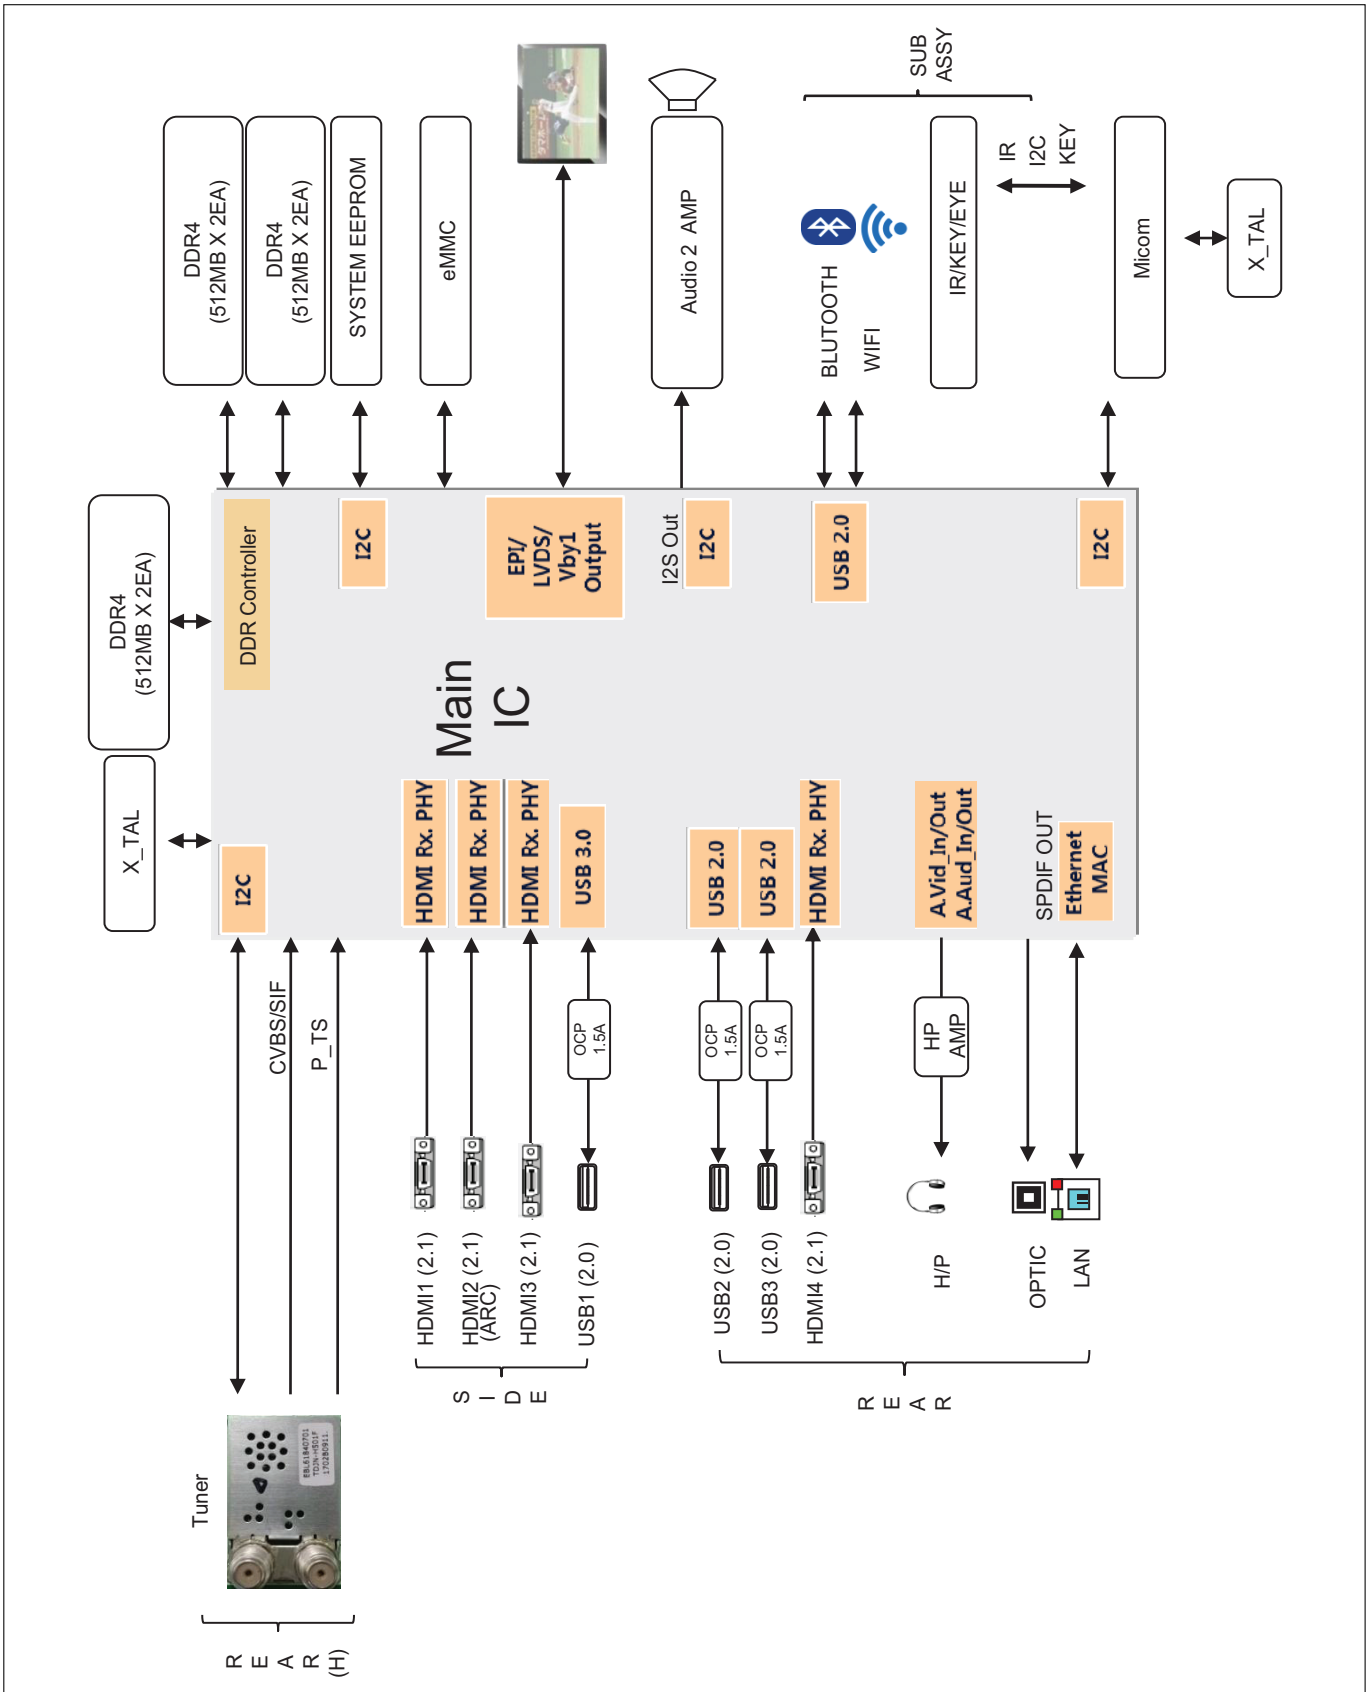 REAR
(H)
Tuner
EBL61840701
TDJN-H301F
170280911.
CVBS/SIF
P_TS
I2C
X_TAL
DDR4
(512MB X 2EA)
DDR Controller
DDR4
(512MB X 2EA)
DDR4
(512MB X 2EA)
I2C
SYSTEM EEPROM
eMMC
Main
IC
SIDE
HDMI1 (2.1)
HDMI Rx. PHY
HDMI2 (2.1)
(ARC)
HDMI Rx. PHY
HDMI3 (2.1)
HDMI Rx. PHY
USB1 (2.0)
OCP
1.5A
USB 3.0
EPI/
LVDS/
Vby1
Output
I2S Out
I2C
Audio 2 AMP
REAR
USB2 (2.0)
OCP
1.5A
USB 2.0
USB3 (2.0)
OCP
1.5A
USB 2.0
HDMI4 (2.1)
HDMI Rx. PHY
USB 2.0
BLUTOOTH
WIFI
SUB
ASSY
H/P
HP
AMP
A.Vid_In/Out
A.Aud_In/Out
IR/KEY/EYE
IR
I2C
KEY
OPTIC
SPDIF OUT
LAN
Ethernet
MAC
I2C
Micom
X_TAL